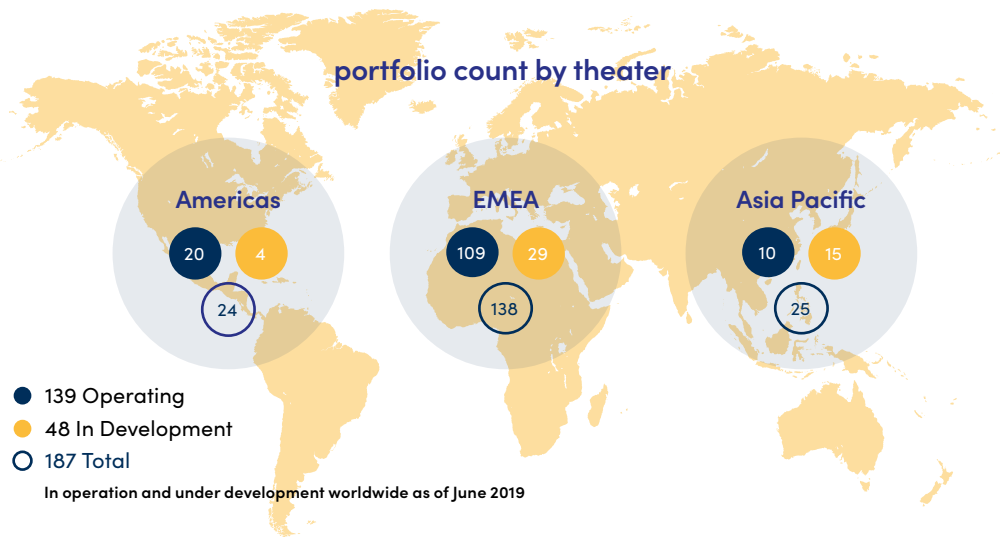 portfolio count by theater
Americas
20
4
24
EMEA
109
29
138
Asia Pacific
10
15
25
139 Operating
48 In Development
187 Total
In operation and under development worldwide as of June 2019